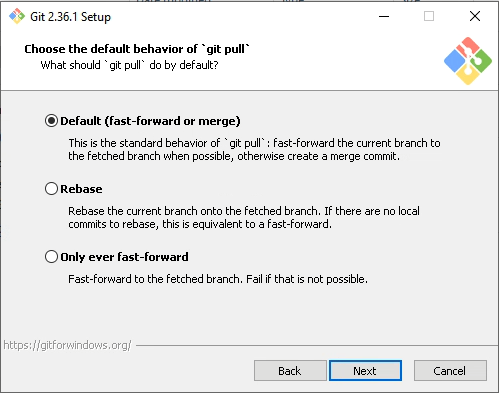 Git 2.36.1 Setup
Choose the default behavior of `git pull`
What should `git pull` do by default?
Default (fast-forward or merge)
This is the standard behavior of `git pull`: fast-forward the current branch to
the fetched branch when possible, otherwise create a merge commit.
Rebase
Rebase the current branch onto the fetched branch. If there are no local
commits to rebase, this is equivalent to a fast-forward.
Only ever fast-forward
Fast-forward to the fetched branch. Fail if that is not possible.
https://gitforwindows.org/
Back
Next
Cancel